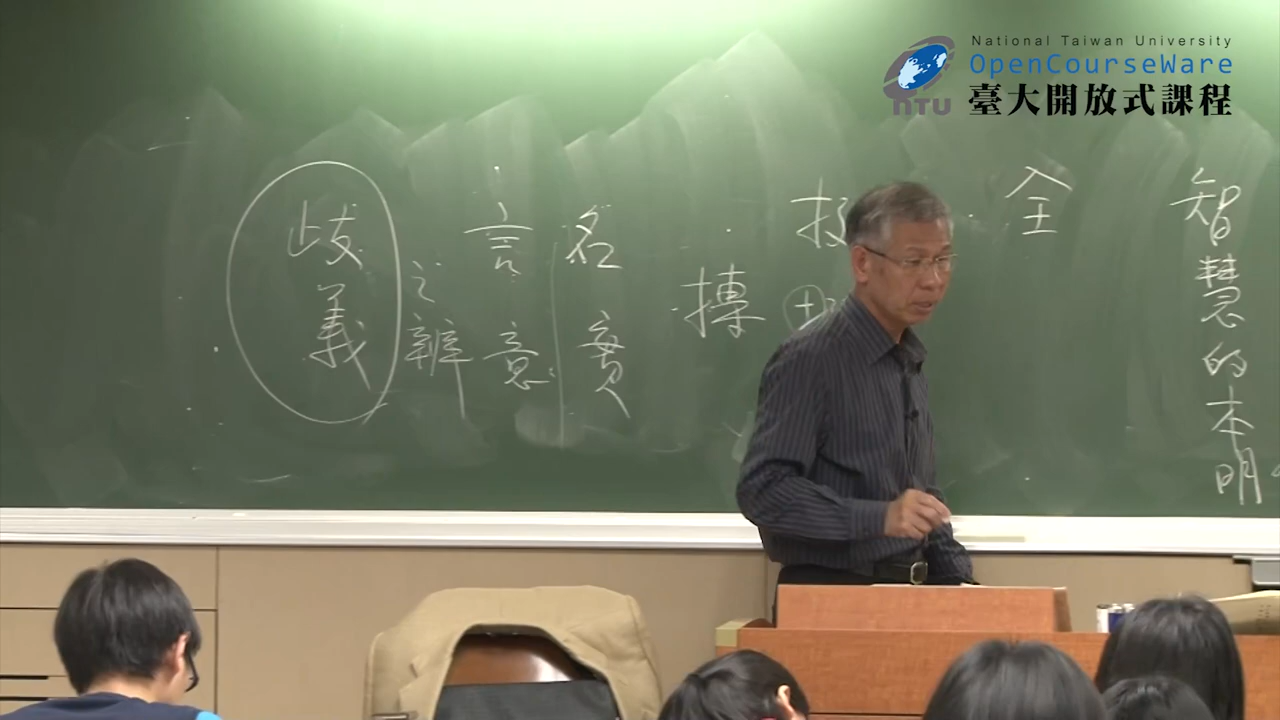 National Taiwan University
OpenCourseWare
臺大開放式課程
NTU
智慧的本明
全
摶
名實
言意
之辨
歧義